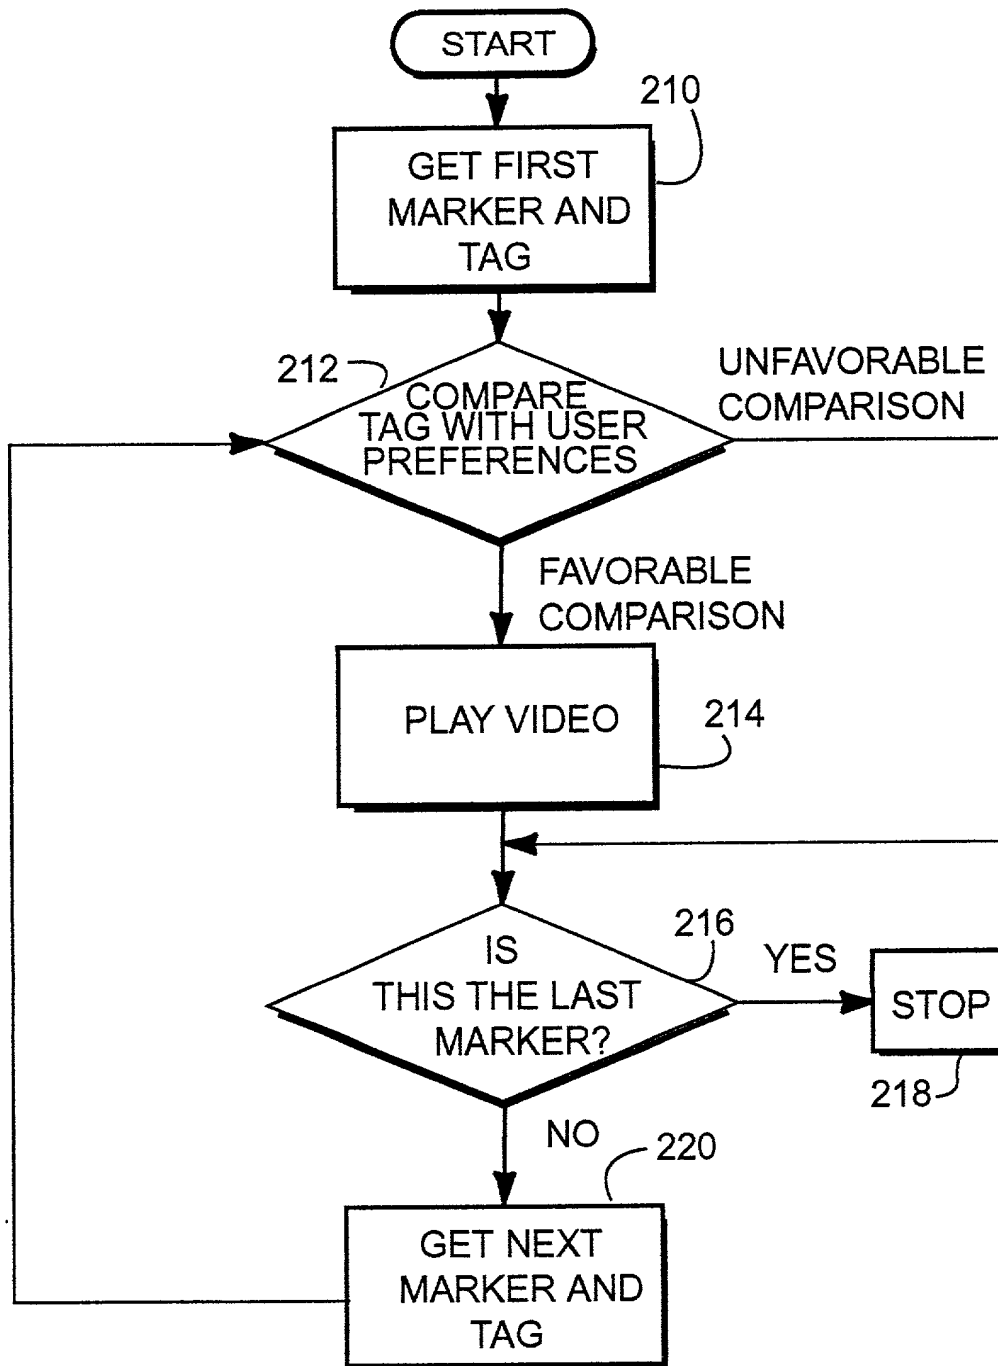 START
210
GET FIRST
MARKER AND
TAG
212
COMPARE
TAG WITH USER
PREFERENCES
UNFAVORABLE
COMPARISON
FAVORABLE
COMPARISON
PLAY VIDEO
214
IS
THIS THE LAST
MARKER?
216
YES
STOP
218
NO
220
GET NEXT
MARKER AND
TAG